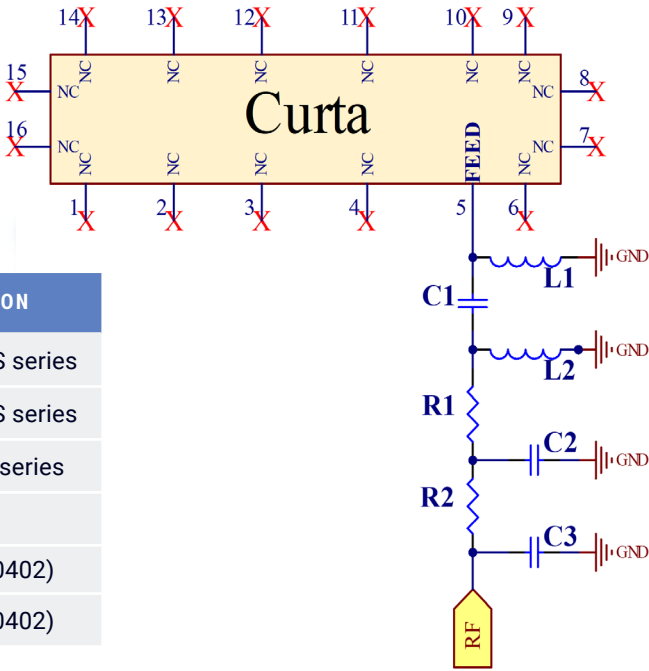 14 X 13 X 12 X 11 X 10 X 9 X
NC NC NC NC NC NC
15 X NC NC 8 X
Curta
16 X NC NC 7 X
NC NC NC NC FEED NC
1 X 2 X 3 X 4 X 5 6 X
GND
L1
C1
GND
L2
R1
C2
GND
R2
C3
GND
RF
ON
S series
S series
series
0402)
0402)